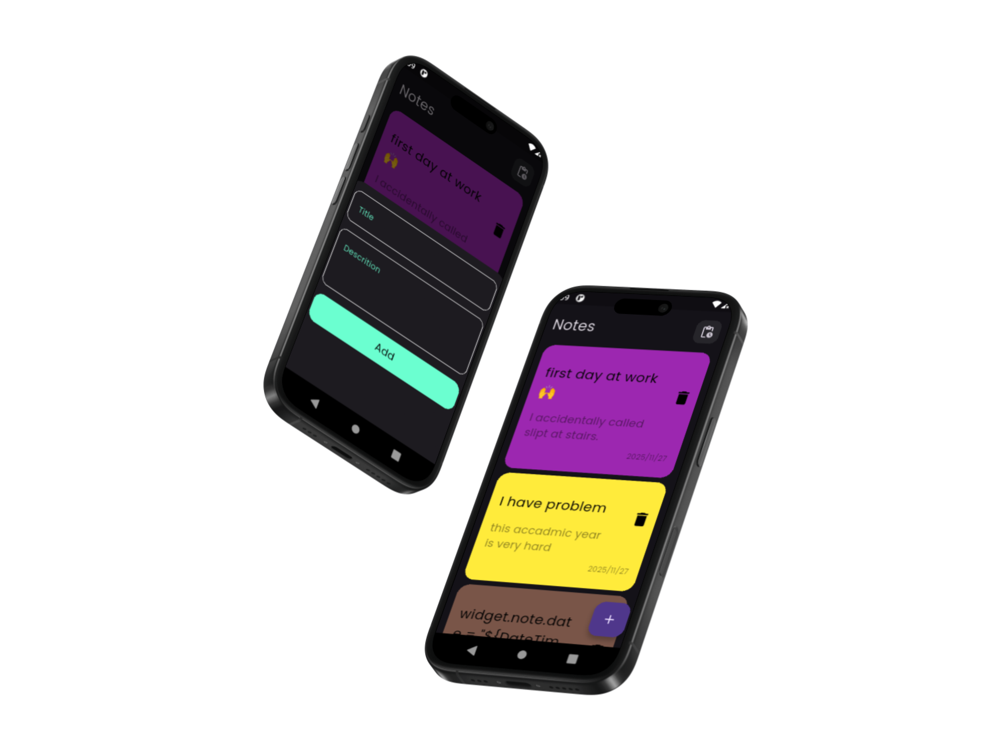 9
Notes
first day at work
🙌
I accidentally called
Title
Descrition
Add
9
Notes
first day at work
🙌
I accidentally called
slipt at stairs.
2025/11/27
I have problem
this accadmic year
is very hard
2025/11/27
widget.note.dat
e = "${DateTim
+